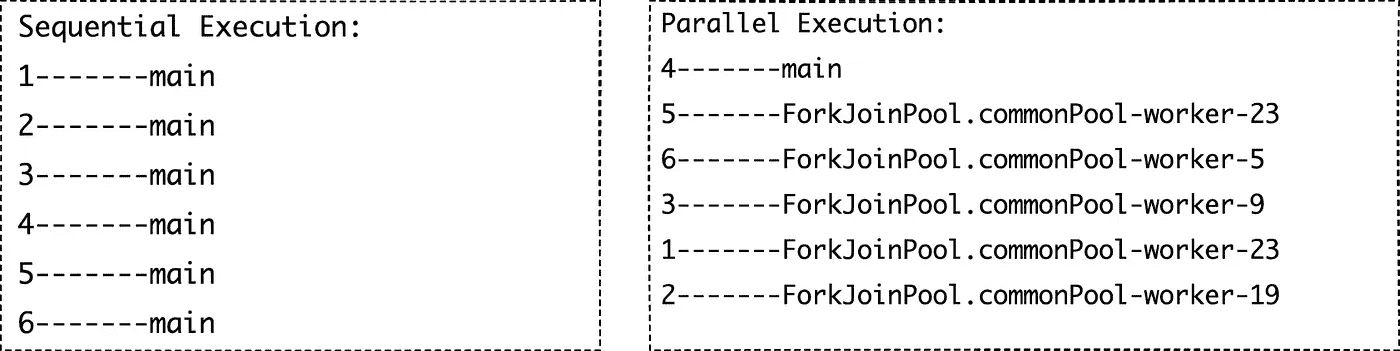 Sequential Execution:
1-------main
2-------main
3-------main
4-------main
5-------main
6-------main
Parallel Execution:
4-------main
5-------ForkJoinPool.commonPool-worker-23
6-------ForkJoinPool.commonPool-worker-5
3-------ForkJoinPool.commonPool-worker-9
1-------ForkJoinPool.commonPool-worker-23
2-------ForkJoinPool.commonPool-worker-19